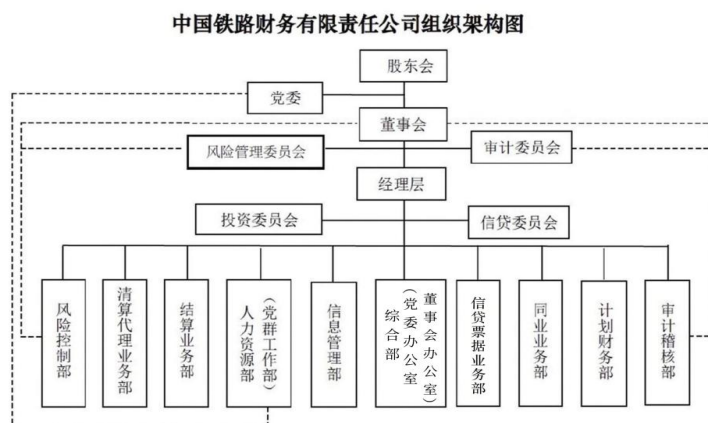 中国铁路财务有限责任公司组织架构图
股东会
党委
董事会
风险管理委员会
审计委员会
经理层
投资委员会
信贷委员会
风险控制部
清算代理业务部
结算业务部
人力资源部
（党群工作部）
信息管理部
综合部
（党委办公室
董事会办公室）
信贷票据业务部
同业业务部
计划财务部
审计稽核部